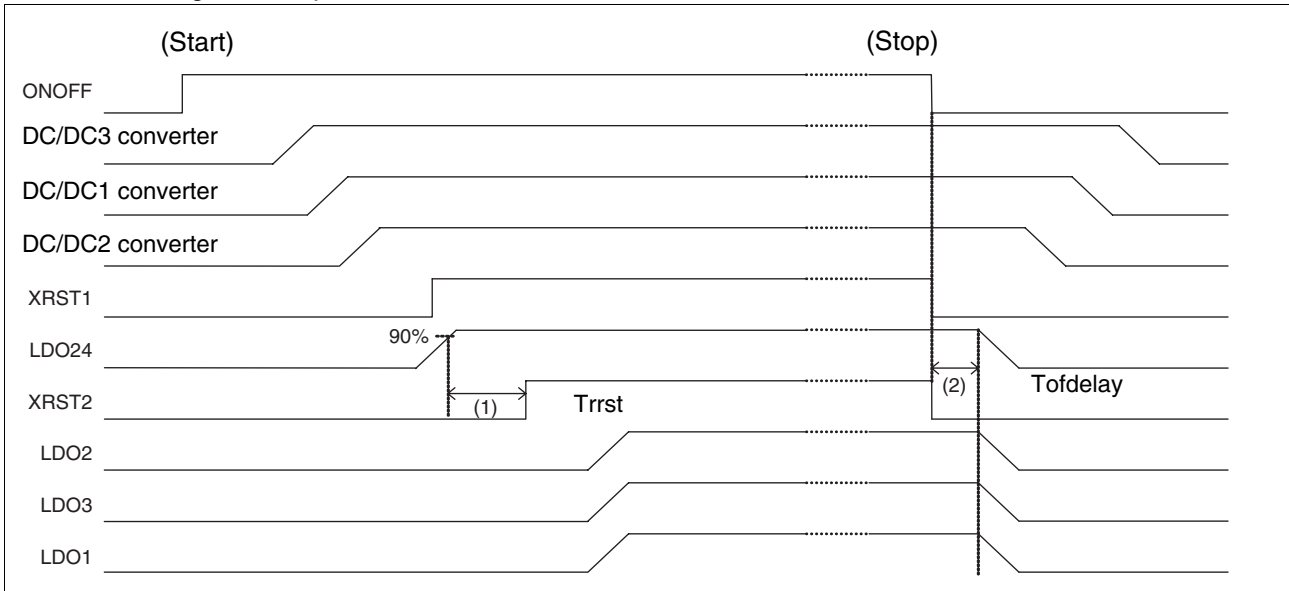 (Start) (Stop)
ONOFF
DC/DC3 converter
DC/DC1 converter
DC/DC2 converter
XRST1
90%
LDO24
(2) Tofdelay
XRST2 (1) Trrst
LDO2
LDO3
LDO1